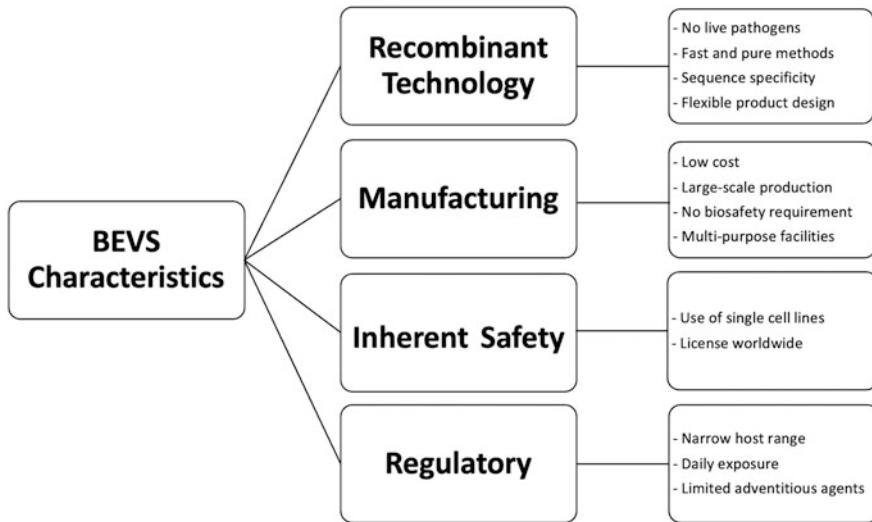 BEVS
Characteristics
Recombinant
Technology
- No live pathogens
- Fast and pure methods
- Sequence specificity
- Flexible product design
Manufacturing
- Low cost
- Large-scale production
- No biosafety requirement
- Multi-purpose facilities
Inherent Safety
- Use of single cell lines
- License worldwide
Regulatory
- Narrow host range
- Daily exposure
- Limited adventitious agents